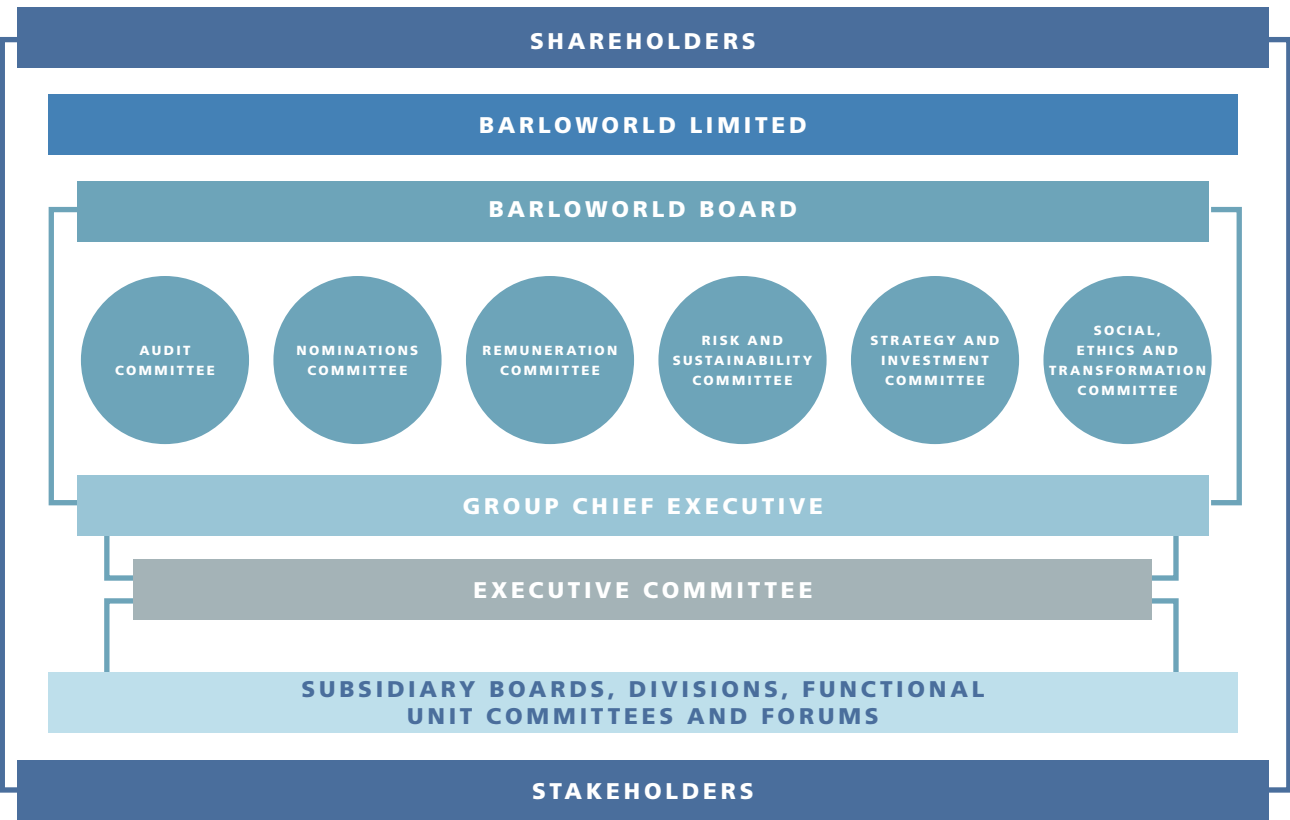 SHAREHOLDERS
BARLOWORLD LIMITED
BARLOWORLD BOARD
AUDIT
COMMITTEE
NOMINATIONS
COMMITTEE
REMUNERATION
COMMITTEE
RISK AND
SUSTAINABILITY
COMMITTEE
STRATEGY AND
INVESTMENT
COMMITTEE
SOCIAL,
ETHICS AND
TRANSFORMATION
COMMITTEE
GROUP CHIEF EXECUTIVE
EXECUTIVE COMMITTEE
SUBSIDIARY BOARDS, DIVISIONS, FUNCTIONAL
UNIT COMMITTEES AND FORUMS
STAKEHOLDERS